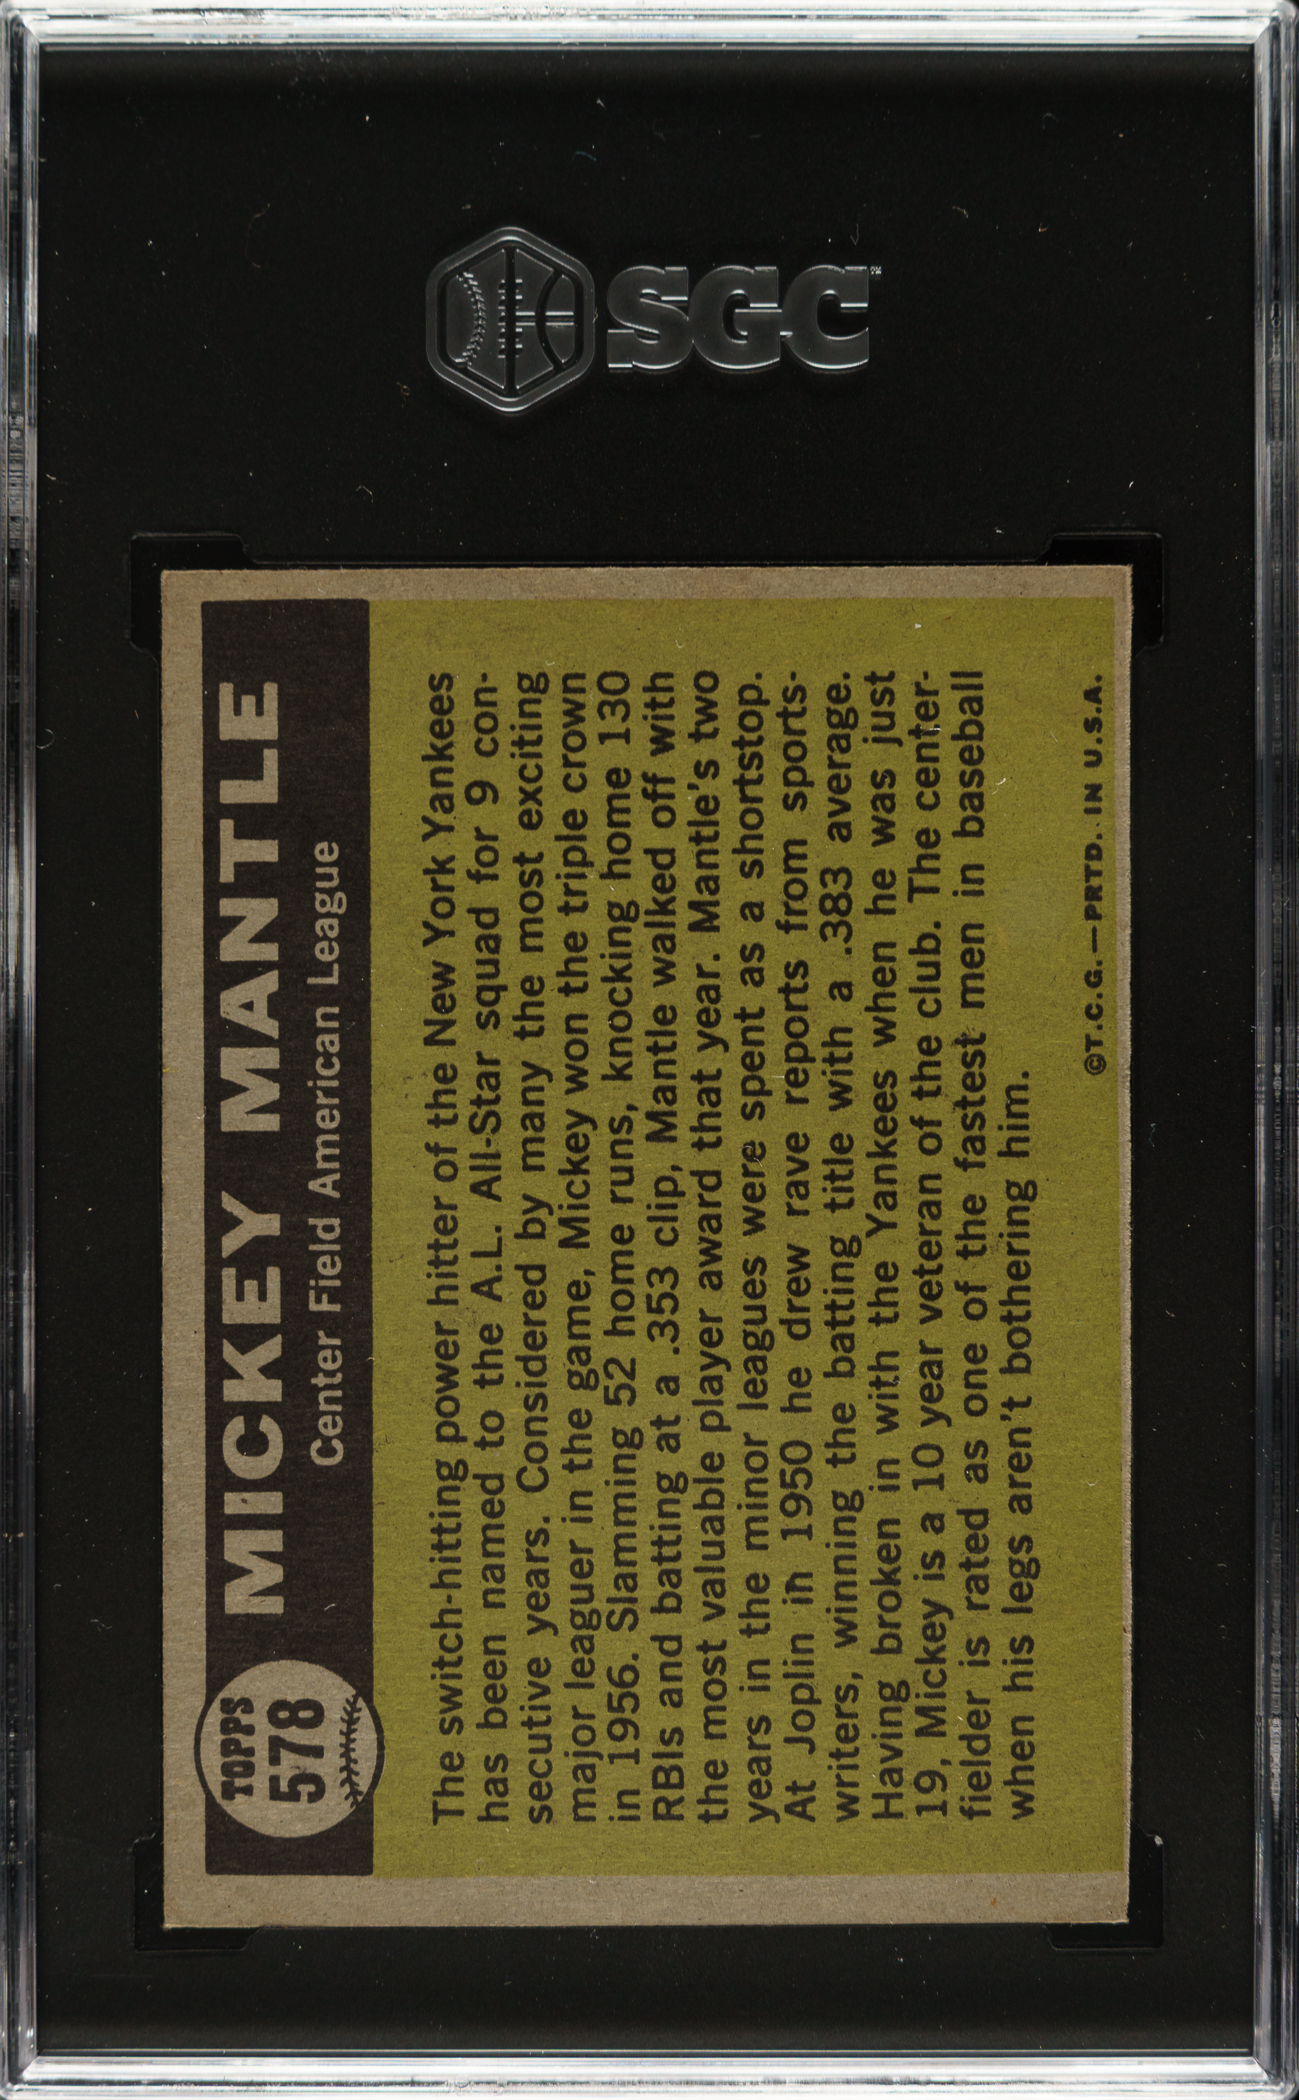 SGC™
TOPPS
578
MICKEY MANTLE
Center Field American League
The switch-hitting power hitter of the New York Yankees
has been named to the A.L. All-Star squad for 9 con-
secutive years. Considered by many the most exciting
major leaguer in the game, Mickey won the triple crown
in 1956. Slamming 52 home runs, knocking home 130
RBIs and batting at a .353 clip, Mantle walked off with
the most valuable player award that year. Mantle's two
years in the minor leagues were spent as a shortstop.
At Joplin in 1950 he drew rave reports from sports-
writers, winning the batting title with a .383 average.
Having broken in with the Yankees when he was just
19, Mickey is a 10 year veteran of the club. The center-
fielder is rated as one of the fastest men in baseball
when his legs aren't bothering him.
©T.C.G.—PRTD. IN U.S.A.